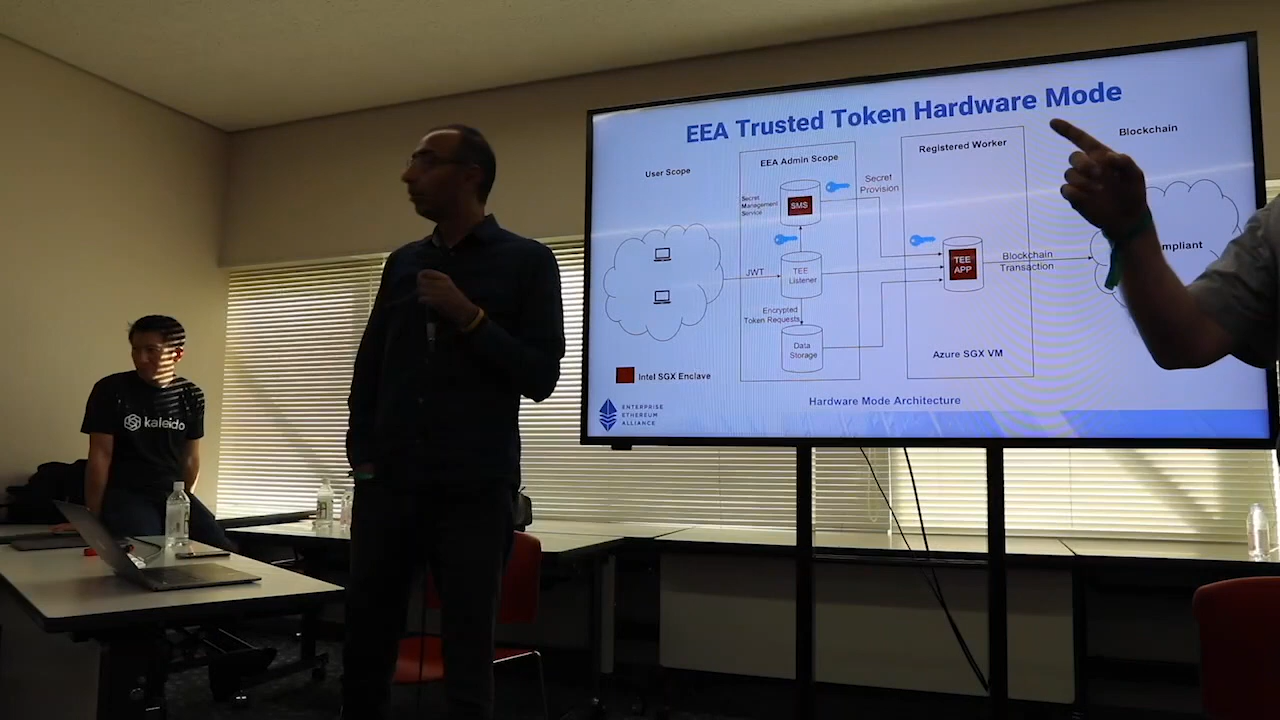 EEA Trusted Token Hardware Mode
User Scope
EEA Admin Scope
Registered Worker
Blockchain
Secret
Management
Service
SMS
Secret
Provision
JWT
TEE
Listener
TEE
APP
Blockchain
Transaction
mpliant
Encrypted
Token Requests
Data
Storage
Azure SGX VM
Intel SGX Enclave
Hardware Mode Architecture
ENTERPRISE
ETHEREUM
ALLIANCE
kaleido